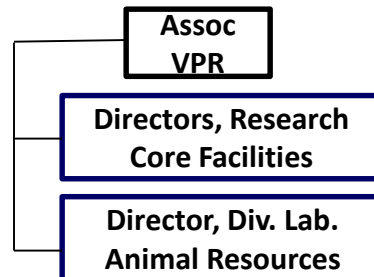 Assoc
VPR
Directors, Research
Core Facilities
Director, Div. Lab.
Animal Resources